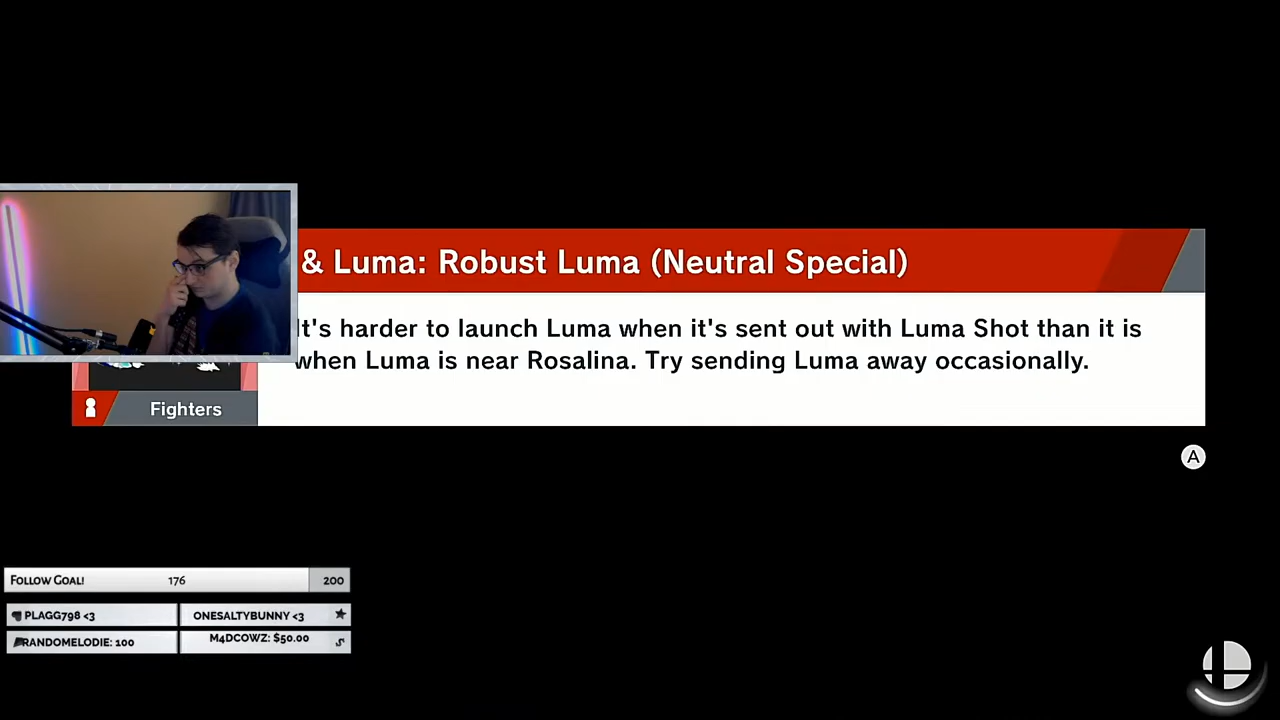 & Luma: Robust Luma (Neutral Special)
It's harder to launch Luma when it's sent out with Luma Shot than it is
when Luma is near Rosalina. Try sending Luma away occasionally.
Fighters
A
FOLLOW GOAL! 176 200
PLAGG798 <3 ONESALTYBUNNY <3
RANDOMELODIE: 100 M4DCOWZ: $50.00